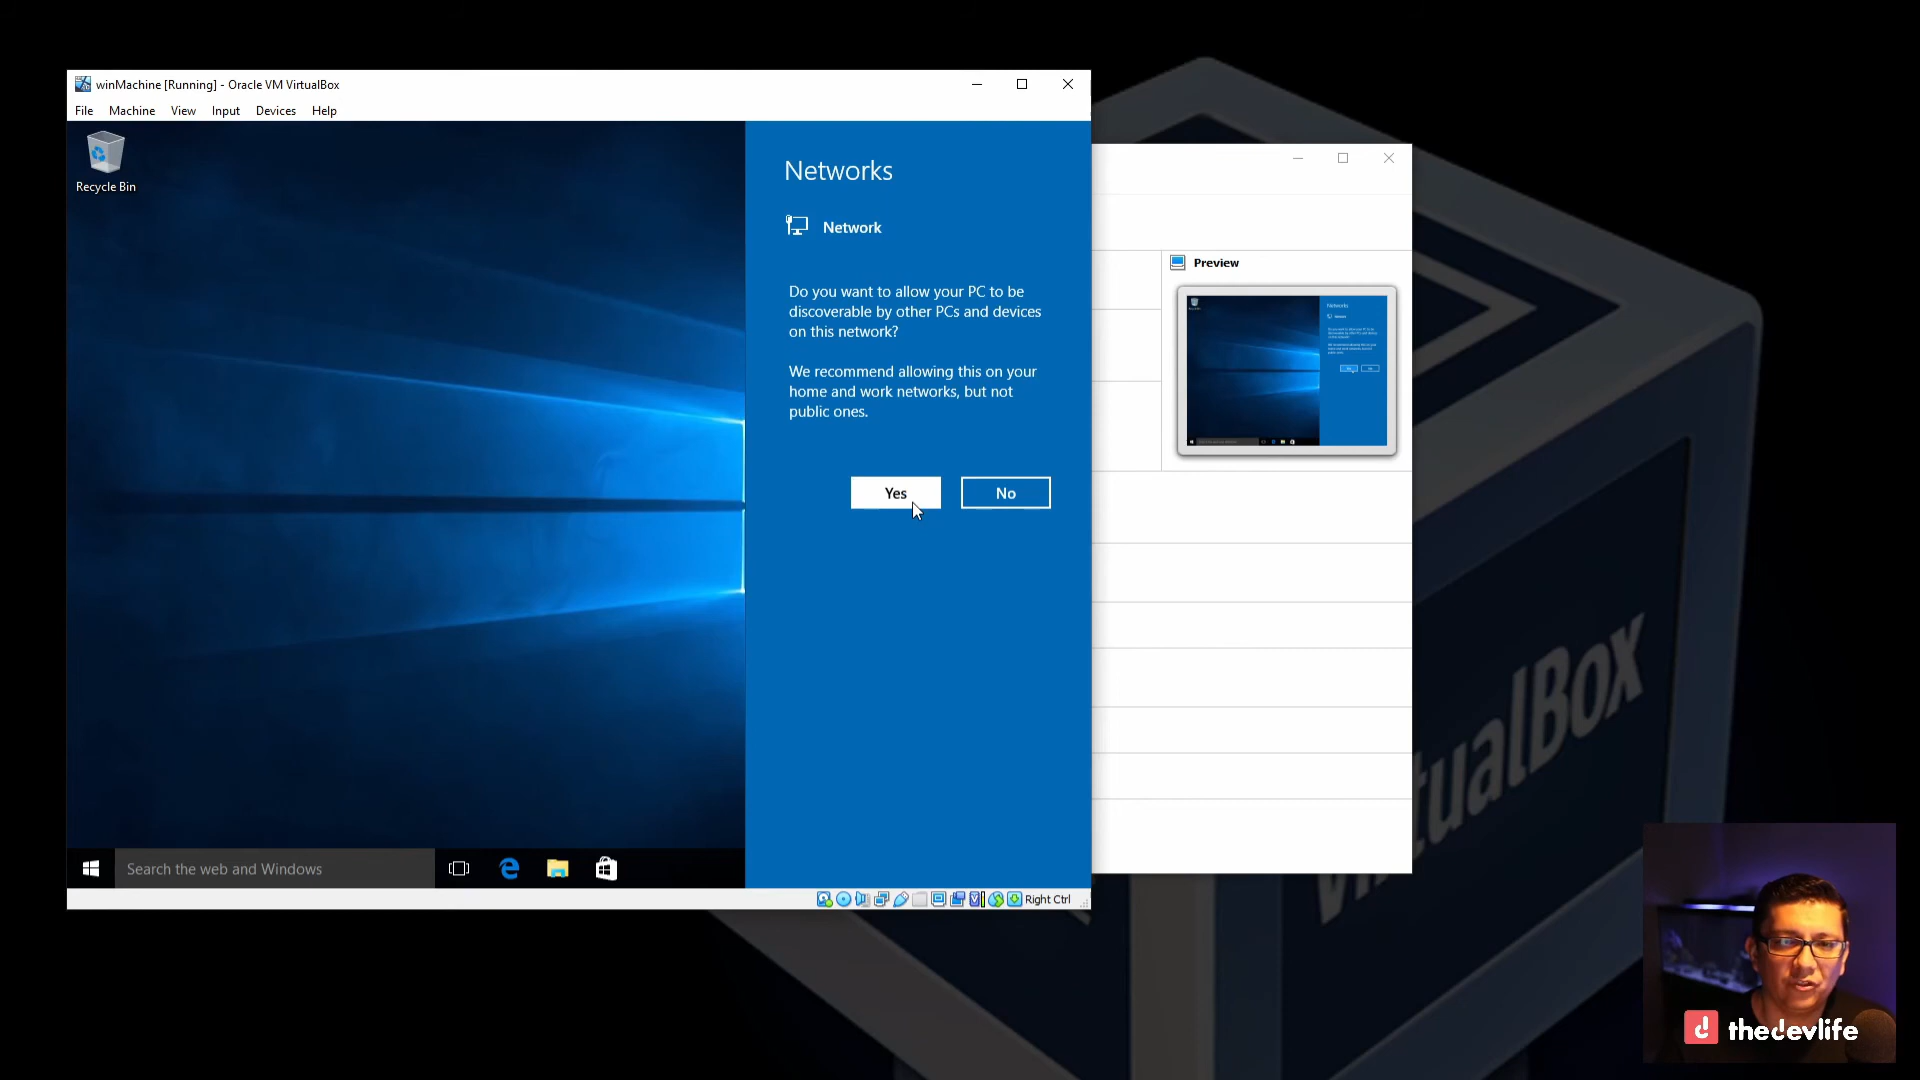 winMachine [Running] - Oracle VM VirtualBox
File Machine View Input Devices Help
Recycle Bin
Networks
Network
Do you want to allow your PC to be
discoverable by other PCs and devices
on this network?
We recommend allowing this on your
home and work networks, but not
public ones.
Yes
No
Search the web and Windows
Right Ctrl
Preview
VirtualBox
thedevlife